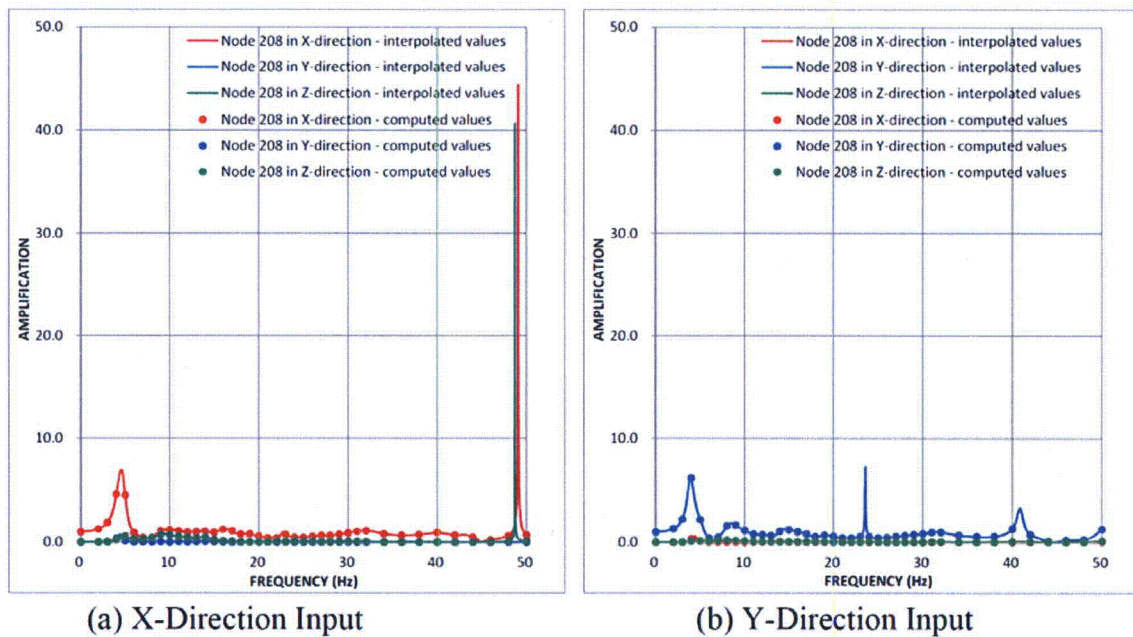 50.0
Node 208 in X-direction - interpolated values
Node 208 in Y-direction - interpolated values
Node 208 in Z-direction - interpolated values
Node 208 in X-direction - computed values
Node 208 in Y-direction - computed values
Node 208 in Z-direction - computed values
40.0
30.0
20.0
10.0
0.0
AMPLIFICATION
0 10 20 30 40 50
FREQUENCY (Hz)
(a) X-Direction Input
50.0
Node 208 in X-direction - interpolated values
Node 208 in Y-direction - interpolated values
Node 208 in Z-direction - interpolated values
Node 208 in X-direction - computed values
Node 208 in Y-direction - computed values
Node 208 in Z-direction - computed values
40.0
30.0
20.0
10.0
0.0
AMPLIFICATION
0 10 20 30 40 50
FREQUENCY (Hz)
(b) Y-Direction Input